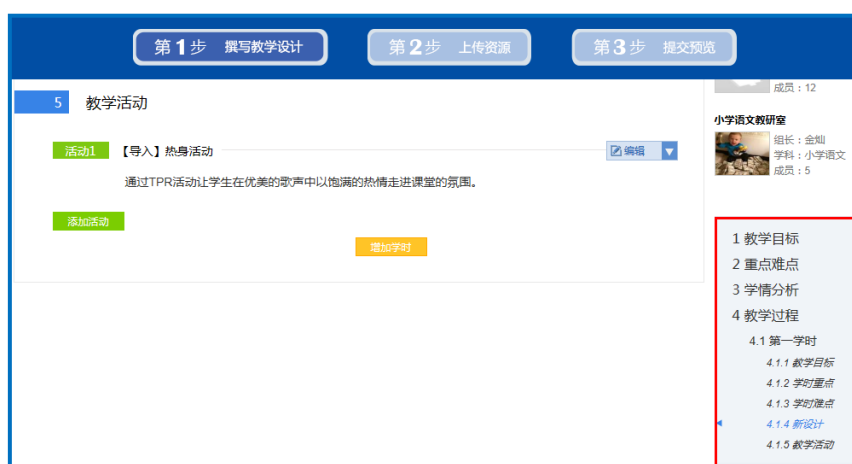 第1步 撰写教学设计
第2步 上传资源
第3步 提交预览
5 教学活动
活动1 【导入】热身活动 编辑
通过TPR活动让学生在优美的歌声中以饱满的热情走进课堂的氛围。
添加活动
增加学时
成员：12
小学语文教研室
组长：金灿
学科：小学语文
成员：5
1 教学目标
2 重点难点
3 学情分析
4 教学过程
4.1 第一学时
4.1.1 教学目标
4.1.2 学时重点
4.1.3 学时难点
4.1.4 新设计
4.1.5 教学活动